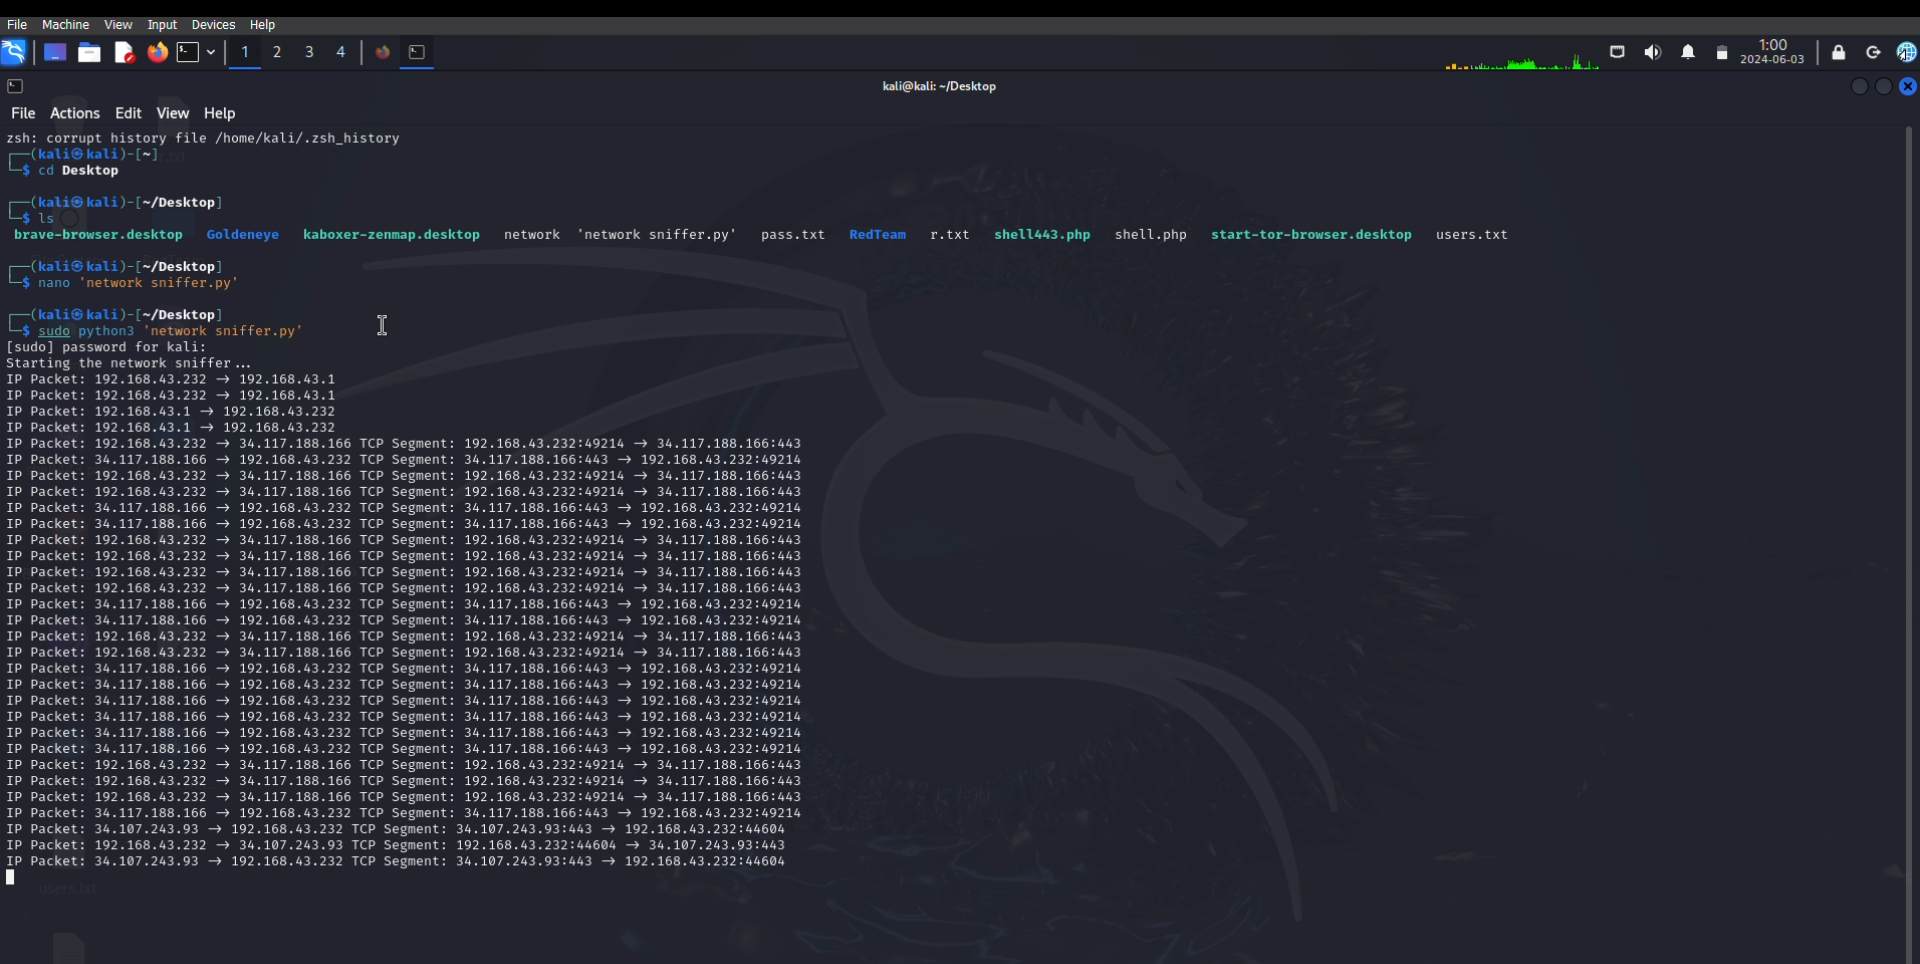 File Machine View Input Devices Help
1 2 3 4
1:00
2024-06-03
kali@kali: ~/Desktop
File Actions Edit View Help
zsh: corrupt history file /home/kali/.zsh_history
┌──(kali㉿kali)-[~]
└─$ cd Desktop
┌──(kali㉿kali)-[~/Desktop]
└─$ ls
brave-browser.desktop Goldeneye kaboxer-zenmap.desktop network 'network sniffer.py' pass.txt RedTeam r.txt shell443.php shell.php start-tor-browser.desktop users.txt
┌──(kali㉿kali)-[~/Desktop]
└─$ nano 'network sniffer.py'
┌──(kali㉿kali)-[~/Desktop]
└─$ sudo python3 'network sniffer.py'
[sudo] password for kali:
Starting the network sniffer...
IP Packet: 192.168.43.232 → 192.168.43.1
IP Packet: 192.168.43.232 → 192.168.43.1
IP Packet: 192.168.43.1 → 192.168.43.232
IP Packet: 192.168.43.1 → 192.168.43.232
IP Packet: 192.168.43.232 → 34.117.188.166 TCP Segment: 192.168.43.232:49214 → 34.117.188.166:443
IP Packet: 34.117.188.166 → 192.168.43.232 TCP Segment: 34.117.188.166:443 → 192.168.43.232:49214
IP Packet: 192.168.43.232 → 34.117.188.166 TCP Segment: 192.168.43.232:49214 → 34.117.188.166:443
IP Packet: 192.168.43.232 → 34.117.188.166 TCP Segment: 192.168.43.232:49214 → 34.117.188.166:443
IP Packet: 34.117.188.166 → 192.168.43.232 TCP Segment: 34.117.188.166:443 → 192.168.43.232:49214
IP Packet: 34.117.188.166 → 192.168.43.232 TCP Segment: 34.117.188.166:443 → 192.168.43.232:49214
IP Packet: 192.168.43.232 → 34.117.188.166 TCP Segment: 192.168.43.232:49214 → 34.117.188.166:443
IP Packet: 192.168.43.232 → 34.117.188.166 TCP Segment: 192.168.43.232:49214 → 34.117.188.166:443
IP Packet: 192.168.43.232 → 34.117.188.166 TCP Segment: 192.168.43.232:49214 → 34.117.188.166:443
IP Packet: 192.168.43.232 → 34.117.188.166 TCP Segment: 192.168.43.232:49214 → 34.117.188.166:443
IP Packet: 34.117.188.166 → 192.168.43.232 TCP Segment: 34.117.188.166:443 → 192.168.43.232:49214
IP Packet: 34.117.188.166 → 192.168.43.232 TCP Segment: 34.117.188.166:443 → 192.168.43.232:49214
IP Packet: 192.168.43.232 → 34.117.188.166 TCP Segment: 192.168.43.232:49214 → 34.117.188.166:443
IP Packet: 192.168.43.232 → 34.117.188.166 TCP Segment: 192.168.43.232:49214 → 34.117.188.166:443
IP Packet: 34.117.188.166 → 192.168.43.232 TCP Segment: 34.117.188.166:443 → 192.168.43.232:49214
IP Packet: 34.117.188.166 → 192.168.43.232 TCP Segment: 34.117.188.166:443 → 192.168.43.232:49214
IP Packet: 34.117.188.166 → 192.168.43.232 TCP Segment: 34.117.188.166:443 → 192.168.43.232:49214
IP Packet: 34.117.188.166 → 192.168.43.232 TCP Segment: 34.117.188.166:443 → 192.168.43.232:49214
IP Packet: 34.117.188.166 → 192.168.43.232 TCP Segment: 34.117.188.166:443 → 192.168.43.232:49214
IP Packet: 34.117.188.166 → 192.168.43.232 TCP Segment: 34.117.188.166:443 → 192.168.43.232:49214
IP Packet: 192.168.43.232 → 34.117.188.166 TCP Segment: 192.168.43.232:49214 → 34.117.188.166:443
IP Packet: 192.168.43.232 → 34.117.188.166 TCP Segment: 192.168.43.232:49214 → 34.117.188.166:443
IP Packet: 192.168.43.232 → 34.117.188.166 TCP Segment: 192.168.43.232:49214 → 34.117.188.166:443
IP Packet: 34.117.188.166 → 192.168.43.232 TCP Segment: 34.117.188.166:443 → 192.168.43.232:49214
IP Packet: 34.107.243.93 → 192.168.43.232 TCP Segment: 34.107.243.93:443 → 192.168.43.232:44604
IP Packet: 192.168.43.232 → 34.107.243.93 TCP Segment: 192.168.43.232:44604 → 34.107.243.93:443
IP Packet: 34.107.243.93 → 192.168.43.232 TCP Segment: 34.107.243.93:443 → 192.168.43.232:44604
users.txt